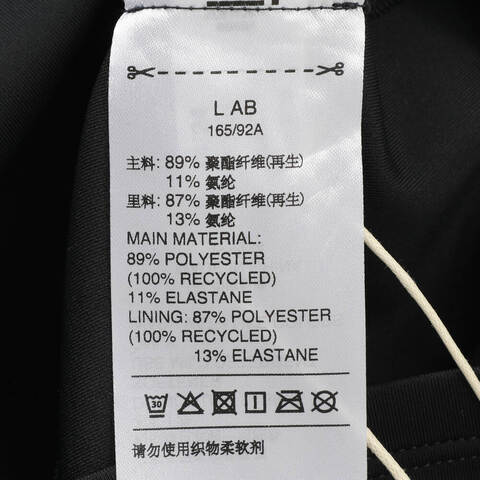 L AB
165/92A
主料: 89% 聚酯纤维(再生)
11% 氨纶
里料: 87% 聚酯纤维(再生)
13% 氨纶
MAIN MATERIAL:
89% POLYESTER
(100% RECYCLED)
11% ELASTANE
LINING: 87% POLYESTER
(100% RECYCLED)
13% ELASTANE
30
请勿使用织物柔软剂